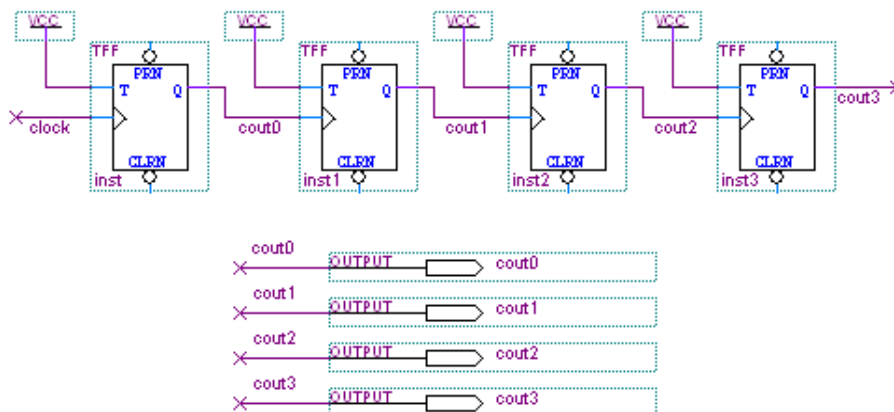 VCC VCC VCC VCC
TFF TFF TFF TFF
PRN PRN PRN PRN
T Q T Q T Q T Q
clock cout0 cout1 cout2 cout3
CLRN CLRN CLRN CLRN
inst inst1 inst2 inst3
cout0 OUTPUT cout0
cout1 OUTPUT cout1
cout2 OUTPUT cout2
cout3 OUTPUT cout3